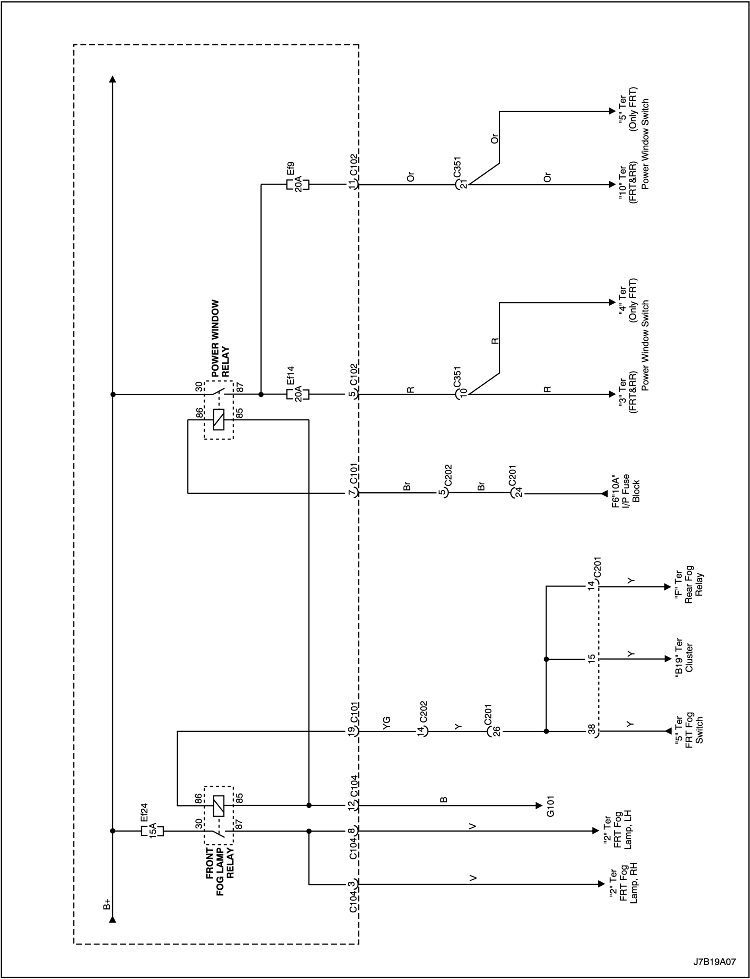 "5" Ter
(Only FRT)
Power Window Switch
Or
"10" Ter
(FRT&RR)
Or
21
C351
Or
11
C102
Ef9
20A
"4" Ter
(Only FRT)
Power Window Switch
R
"3" Ter
(FRT&RR)
R
10
C351
R
5
C102
Ef14
20A
POWER WINDOW
RELAY
30
87
86
85
7
C101
Br
5
C202
Br
24
C201
F6"10A"
I/P Fuse
Block
14
C201
Y
"F" Ter
Rear Fog
Relay
15
Y
"B19" Ter
Cluster
19
C101
YG
14
C202
Y
26
C201
38
Y
"5" Ter
FRT Fog
Switch
86
85
30
87
FRONT
FOG LAMP
RELAY
Ef24
15A
12
C104
B
G101
C104
8
V
"2" Ter
FRT Fog
Lamp, LH
C104
3
V
"2" Ter
FRT Fog
Lamp, RH
B+
J7B19A07